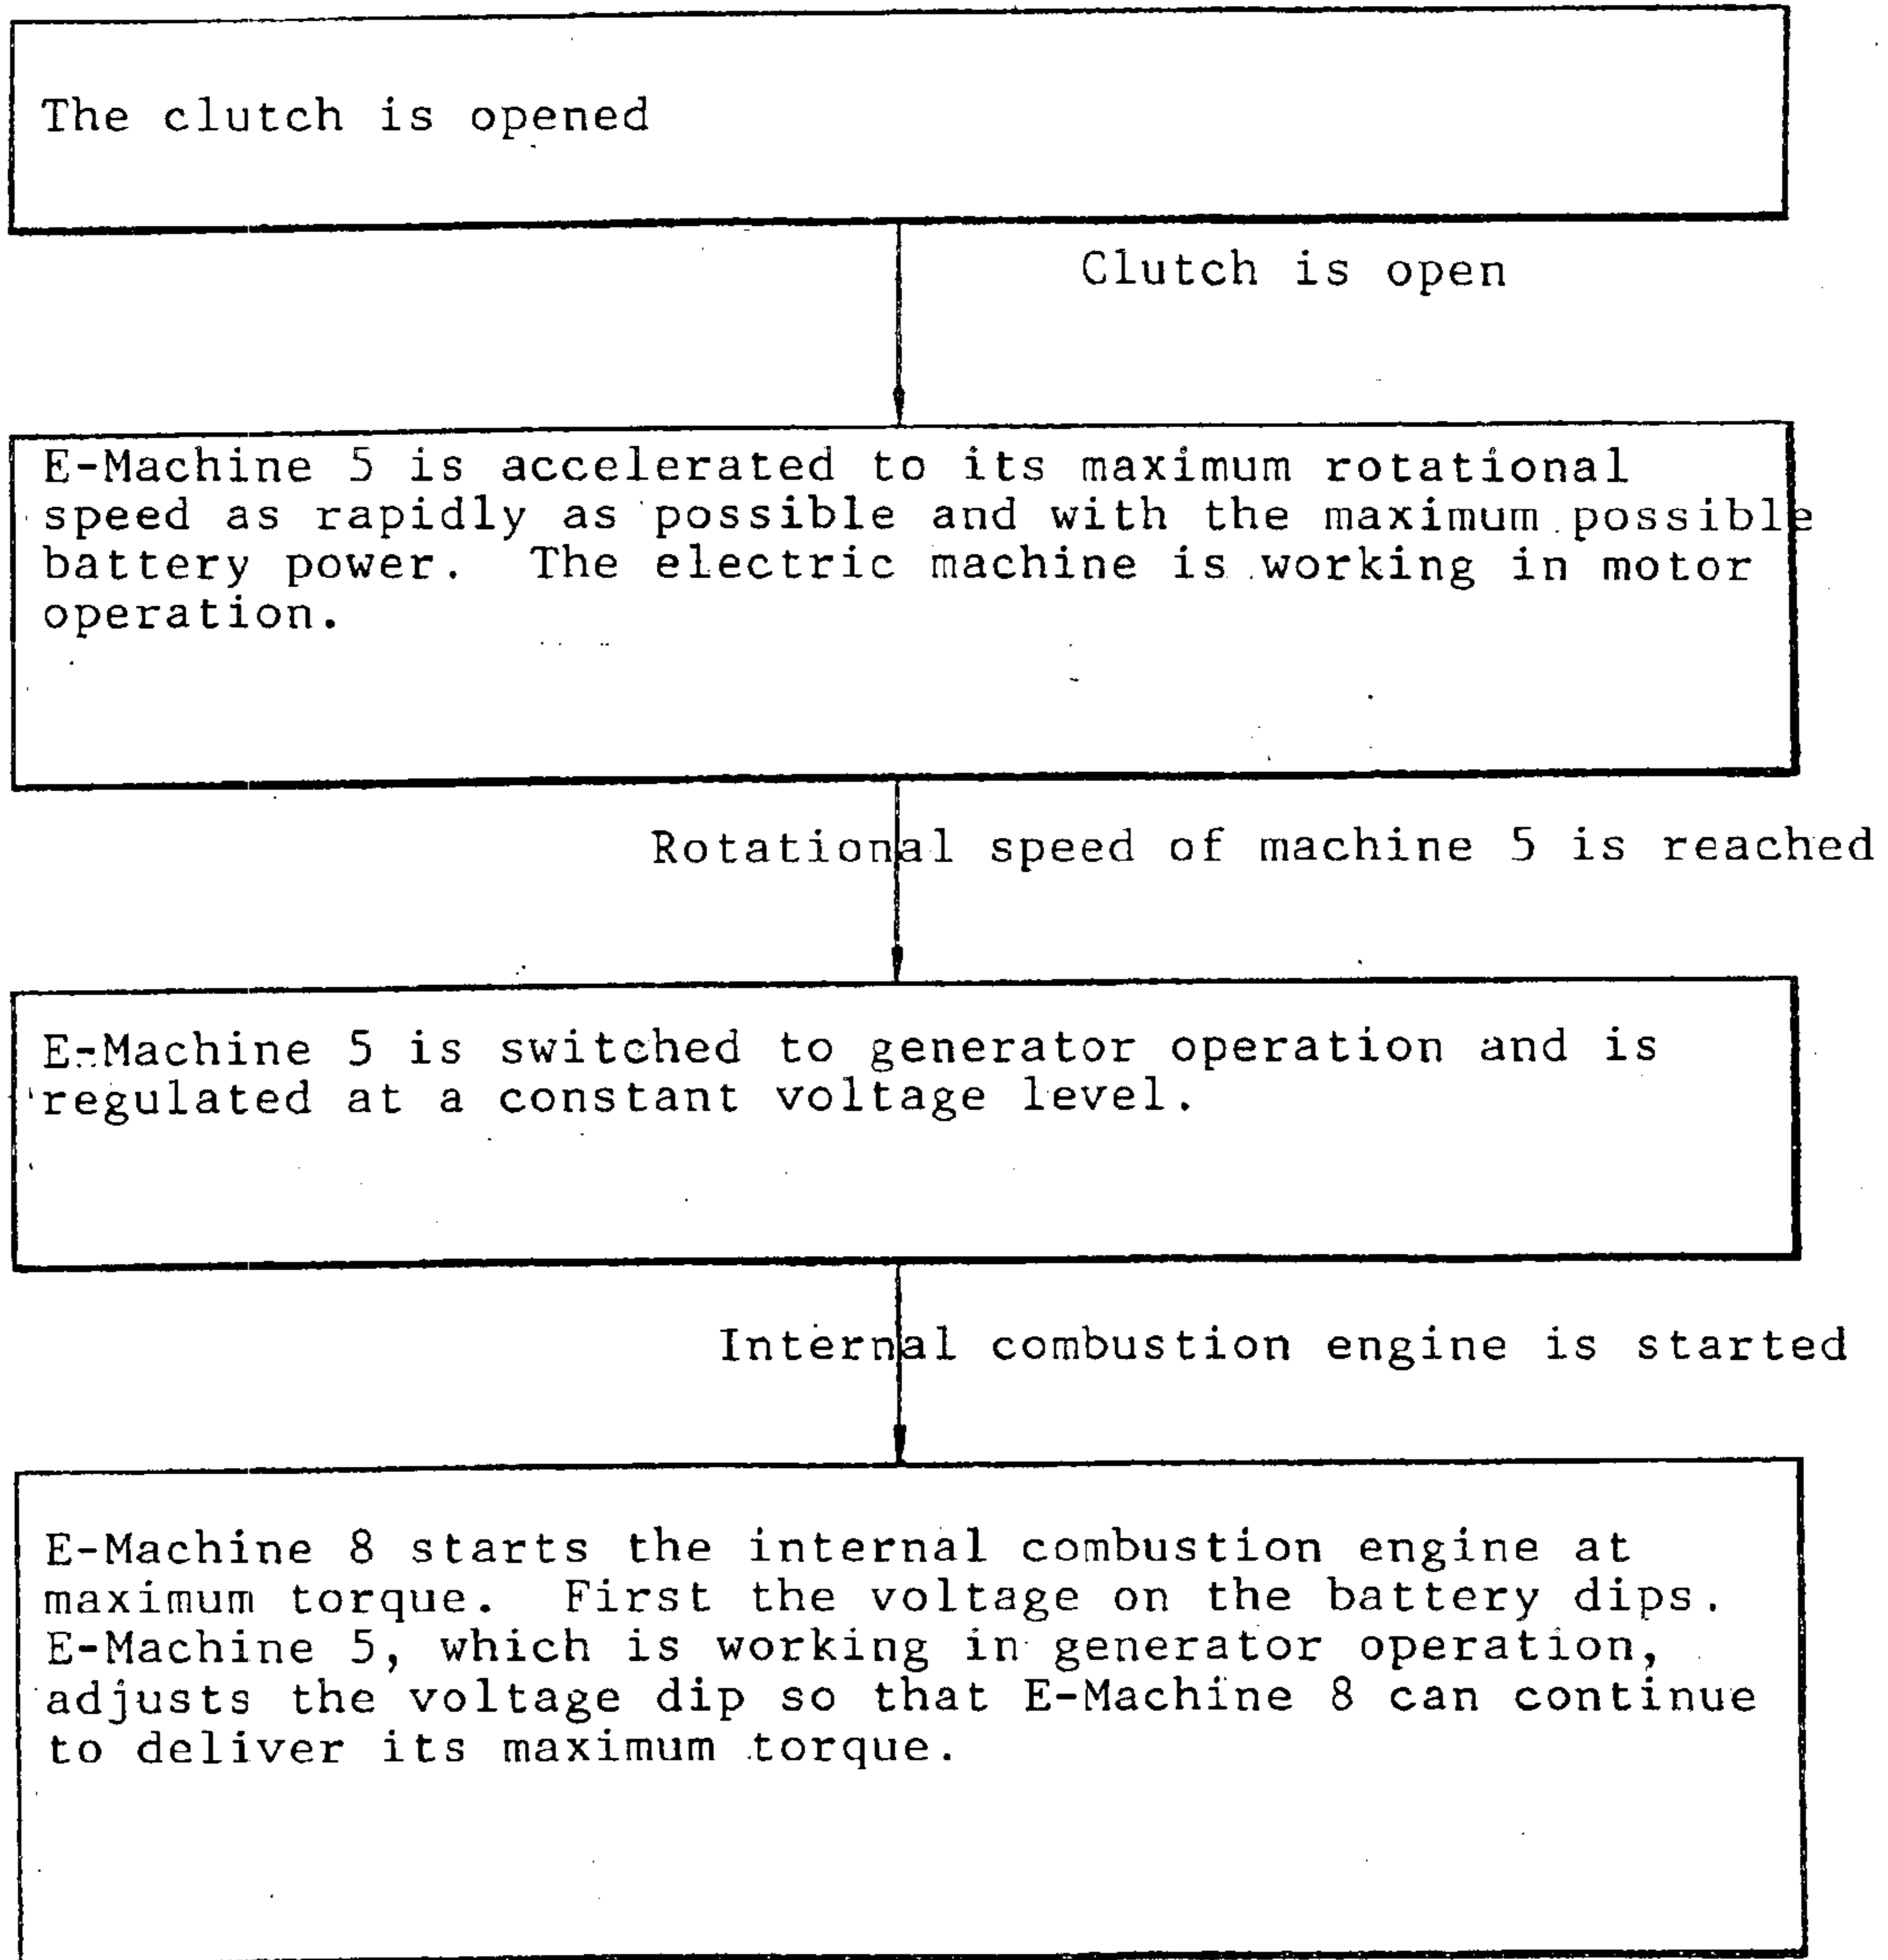 The clutch is opened
Clutch is open
E-Machine 5 is accelerated to its maximum rotational
speed as rapidly as possible and with the maximum possible
battery power. The electric machine is working in motor
operation.
Rotational speed of machine 5 is reached
E-Machine 5 is switched to generator operation and is
regulated at a constant voltage level.
Internal combustion engine is started
E-Machine 8 starts the internal combustion engine at
maximum torque. First the voltage on the battery dips.
E-Machine 5, which is working in generator operation,
adjusts the voltage dip so that E-Machine 8 can continue
to deliver its maximum torque.